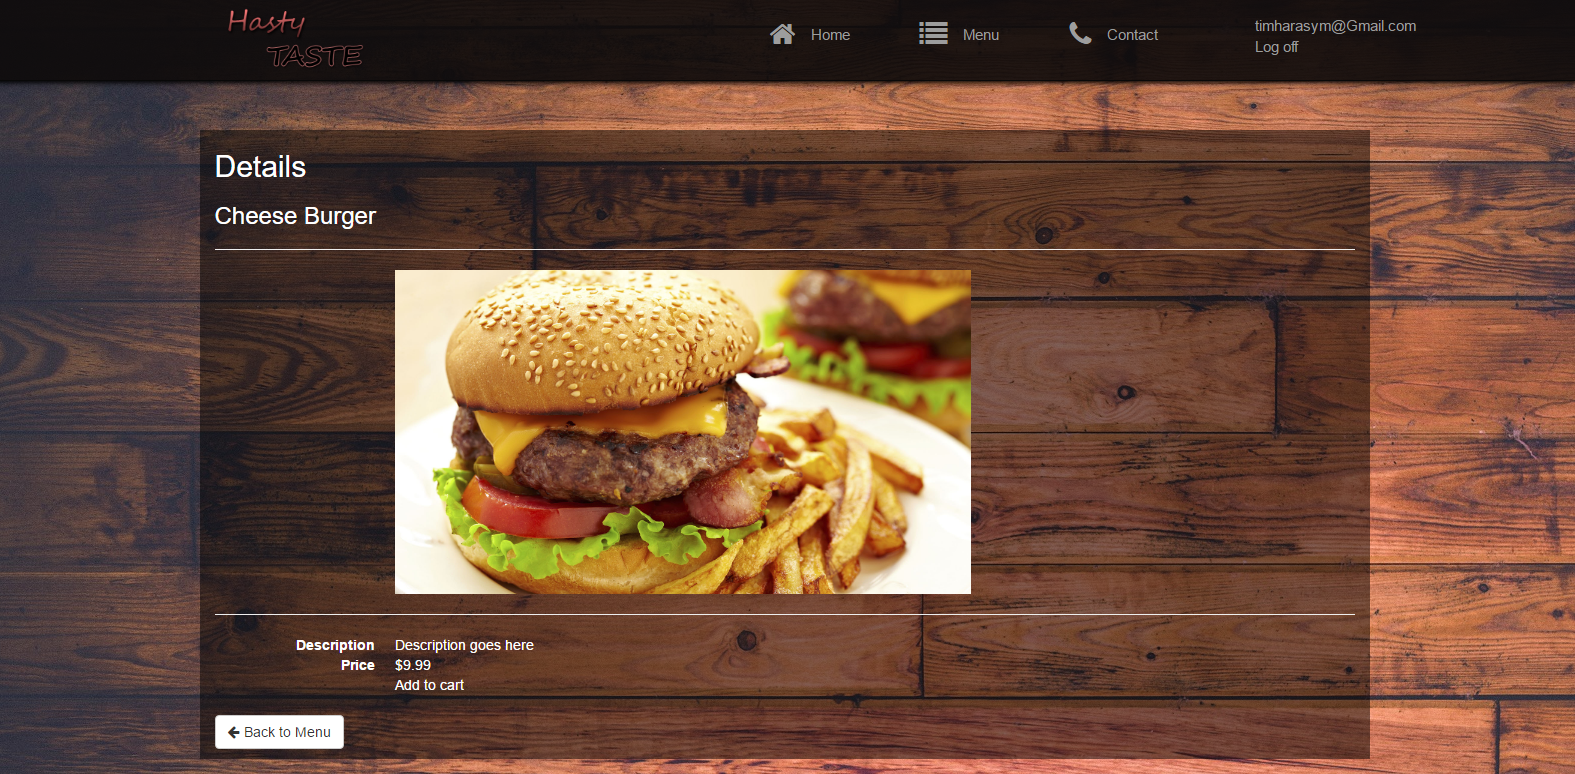 Hasty
TASTE
Home
Menu
Contact
timharasym@Gmail.com
Log off
Details
Cheese Burger
Description Description goes here
Price $9.99
Add to cart
Back to Menu